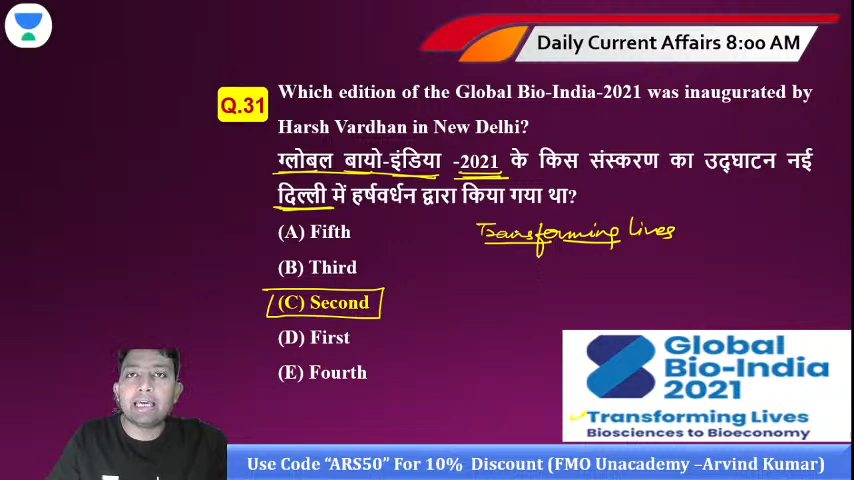 Daily Current Affairs 8:00 AM
Q.31
Which edition of the Global Bio-India-2021 was inaugurated by
Harsh Vardhan in New Delhi?
ग्लोबल बायो-इंडिया -2021 के किस संस्करण का उद्घाटन नई
दिल्ली में हर्षवर्धन द्वारा किया गया था?
(A) Fifth
Transforming lives
(B) Third
(C) Second
(D) First
(E) Fourth
Global
Bio-India
2021
Transforming Lives
Biosciences to Bioeconomy
Use Code “ARS50” For 10% Discount (FMO Unacademy –Arvind Kumar)